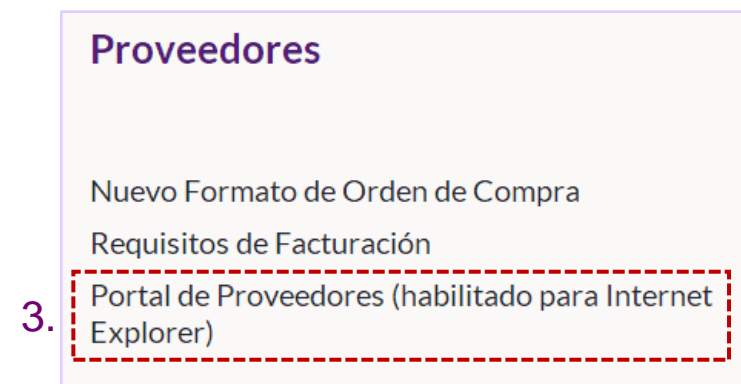 Proveedores
Nuevo Formato de Orden de Compra
Requisitos de Facturación
3. Portal de Proveedores (habilitado para Internet
Explorer)